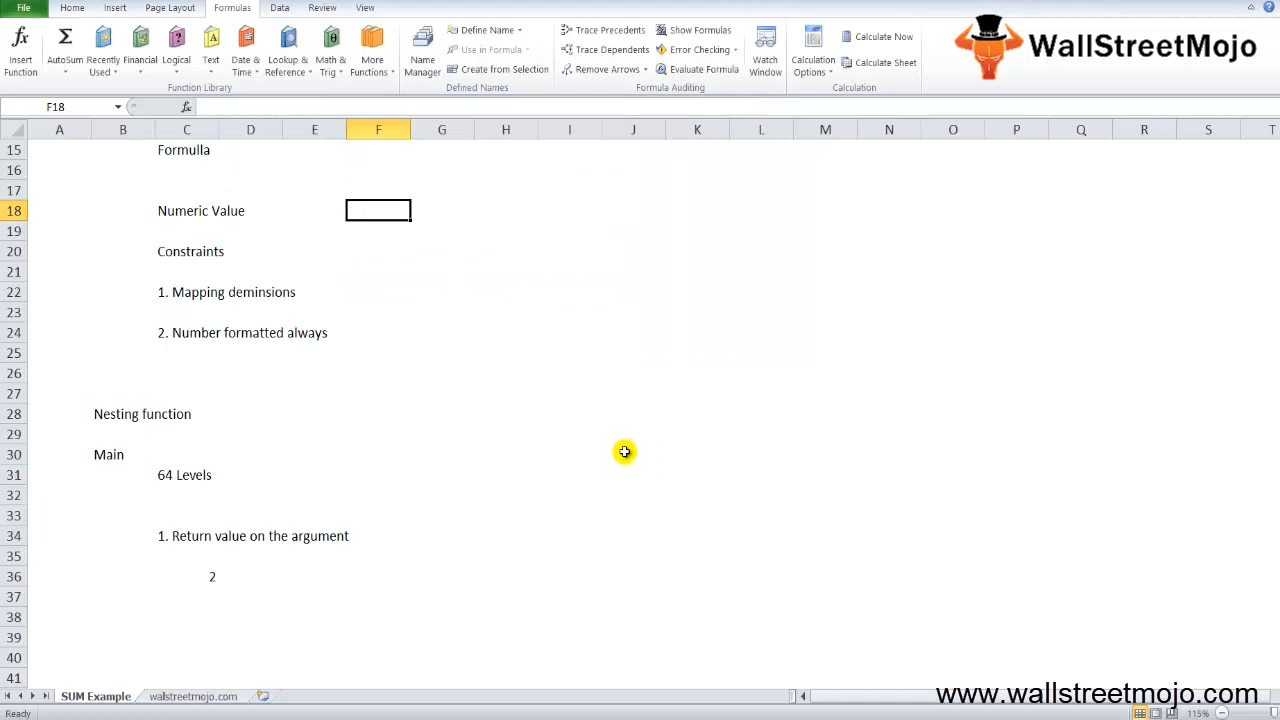 File Home Insert Page Layout Formulas Data Review View
fx Σ θ ? A
Insert Function
AutoSum
Recently Used
Financial
Logical
Text
Date & Time
Lookup & Reference
Math & Trig
More Functions
Function Library
Name Manager
Define Name
Use in Formula
Create from Selection
Defined Names
Trace Precedents
Trace Dependents
Remove Arrows
Show Formulas
Error Checking
Evaluate Formula
Formula Auditing
Watch Window
Calculation Options
Calculate Now
Calculate Sheet
Calculation
WallStreetMojo
F18 fx
A B C D E F G H I J K L M N O P Q R S T
15 Formulla
16
17
18 Numeric Value
19
20 Constraints
21
22 1. Mapping deminsions
23
24 2. Number formatted always
25
26
27
28 Nesting function
29
30 Main
31 64 Levels
32
33
34 1. Return value on the argument
35
36 2
37
38
39
40
41
SUM Example walstreetmojo.com
www.wallstreetmojo.com
Ready 115%